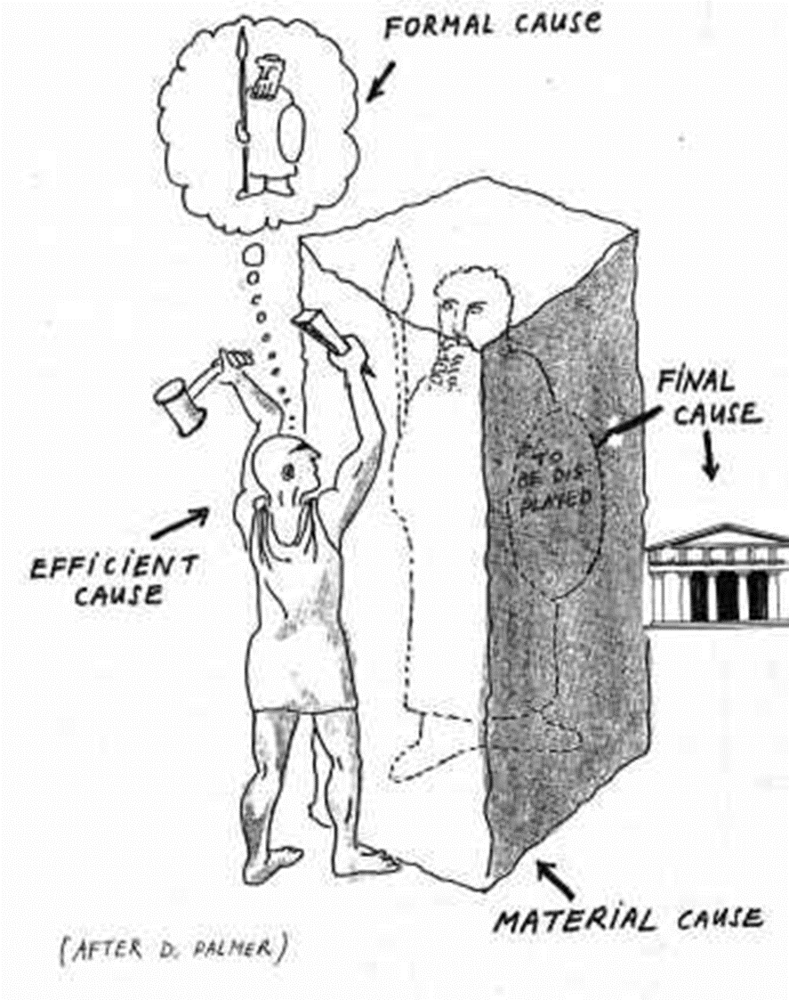 FORMAL CAUSE
FINAL
CAUSE
TO
BE DIS-
PLAYED
EFFICIENT
CAUSE
MATERIAL CAUSE
(AFTER D. PALMER)